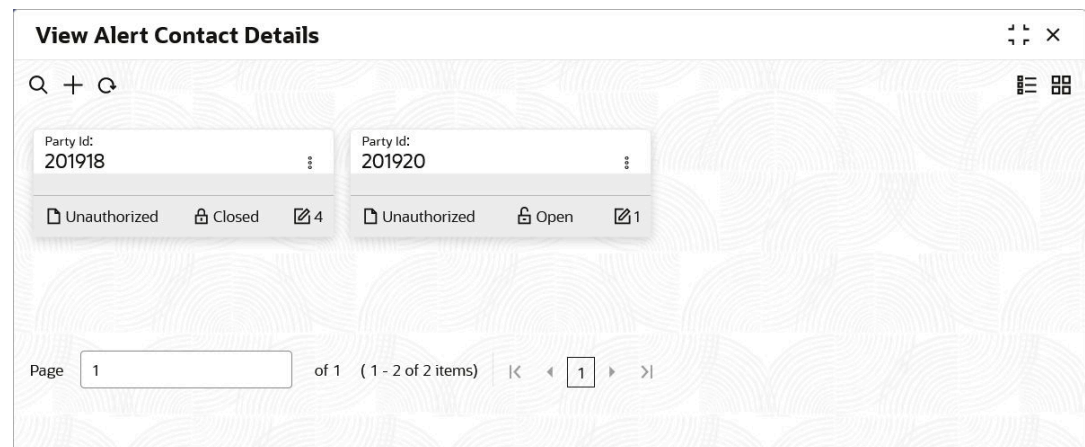 View Alert Contact Details
Party Id: Party Id:
201918 201920
Unauthorized Closed 4 Unauthorized Open 1
Page 1 of 1 ( 1 - 2 of 2 items) 1